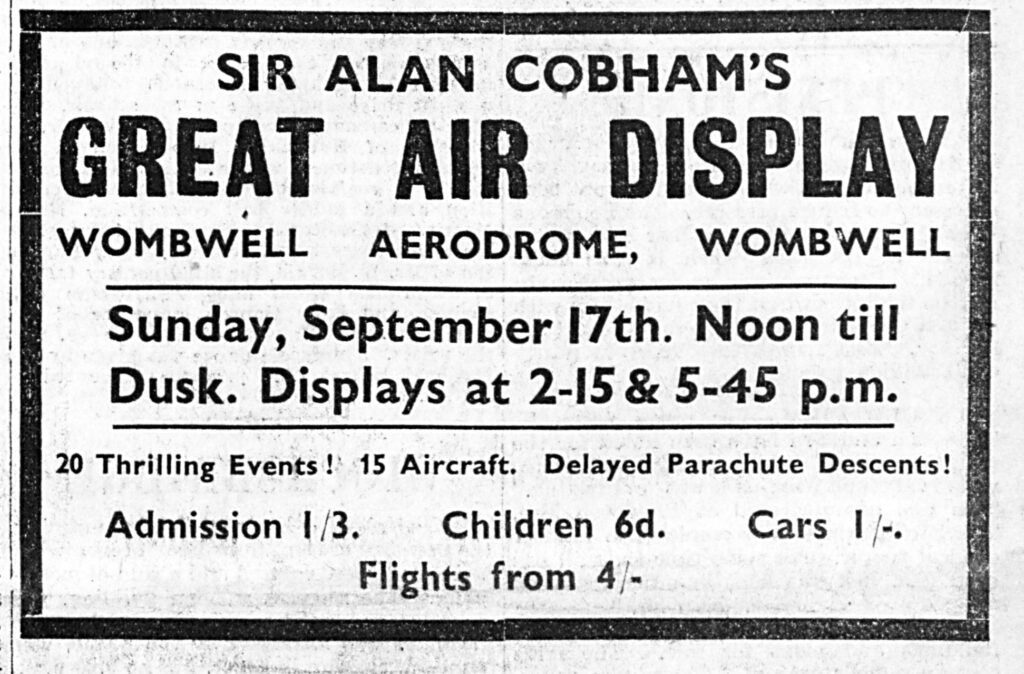 SIR ALAN COBHAM'S
GREAT AIR DISPLAY
WOMBWELL AERODROME, WOMBWELL
Sunday, September 17th. Noon till
Dusk. Displays at 2-15 & 5-45 p.m.
20 Thrilling Events! 15 Aircraft. Delayed Parachute Descents!
Admission 1/3. Children 6d. Cars 1/-.
Flights from 4/-